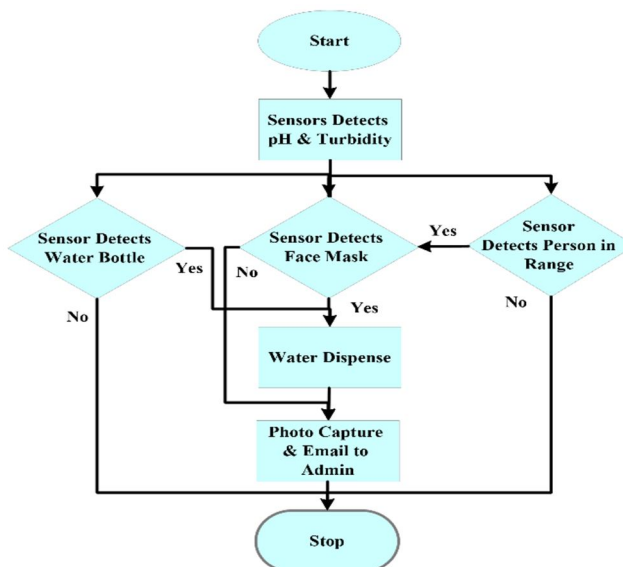 Start
Sensors Detects
pH & Turbidity
Sensor Detects
Water Bottle
Yes
No
Sensor Detects
Face Mask
No
Yes
Yes
Sensor
Detects Person in
Range
No
Water Dispense
Photo Capture
& Email to
Admin
Stop